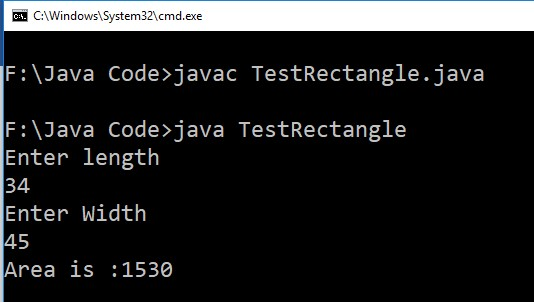 C:\Windows\System32\cmd.exe
F:\Java Code>javac TestRectangle.java
F:\Java Code>java TestRectangle
Enter length
34
Enter Width
45
Area is :1530